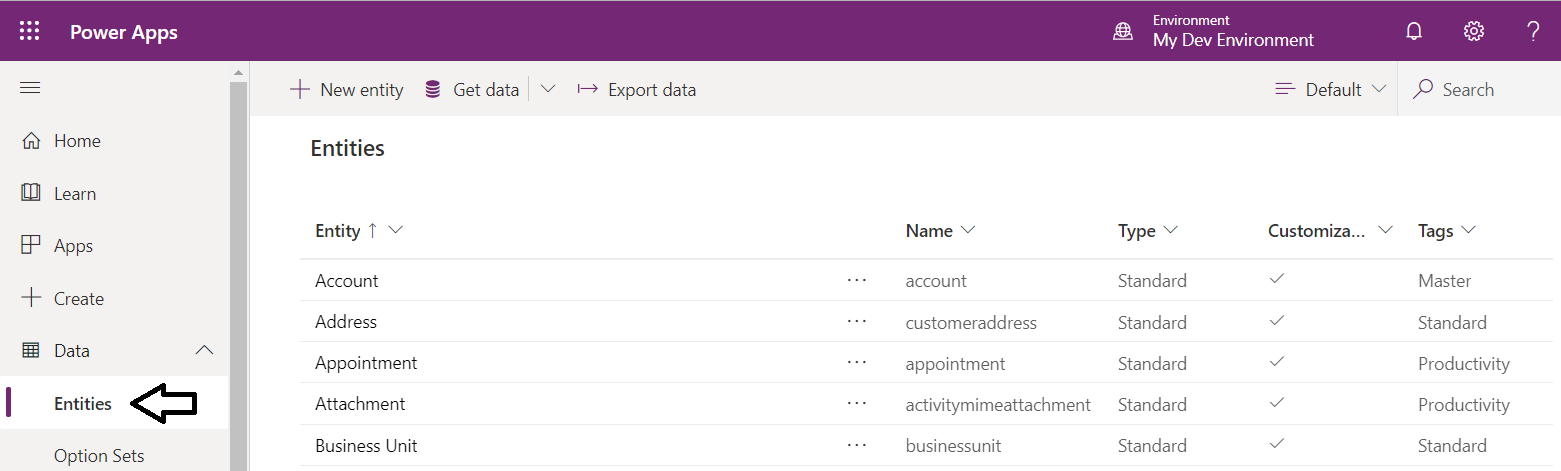 Power Apps
Environment
My Dev Environment
Home
Learn
Apps
Create
Data
Entities
Option Sets
New entity Get data Export data Default Search
Entities
Entity Name Type Customiza... Tags
Account ... account Standard Master
Address ... customeraddress Standard Standard
Appointment ... appointment Standard Productivity
Attachment ... activitymimeattachment Standard Productivity
Business Unit ... businessunit Standard Standard